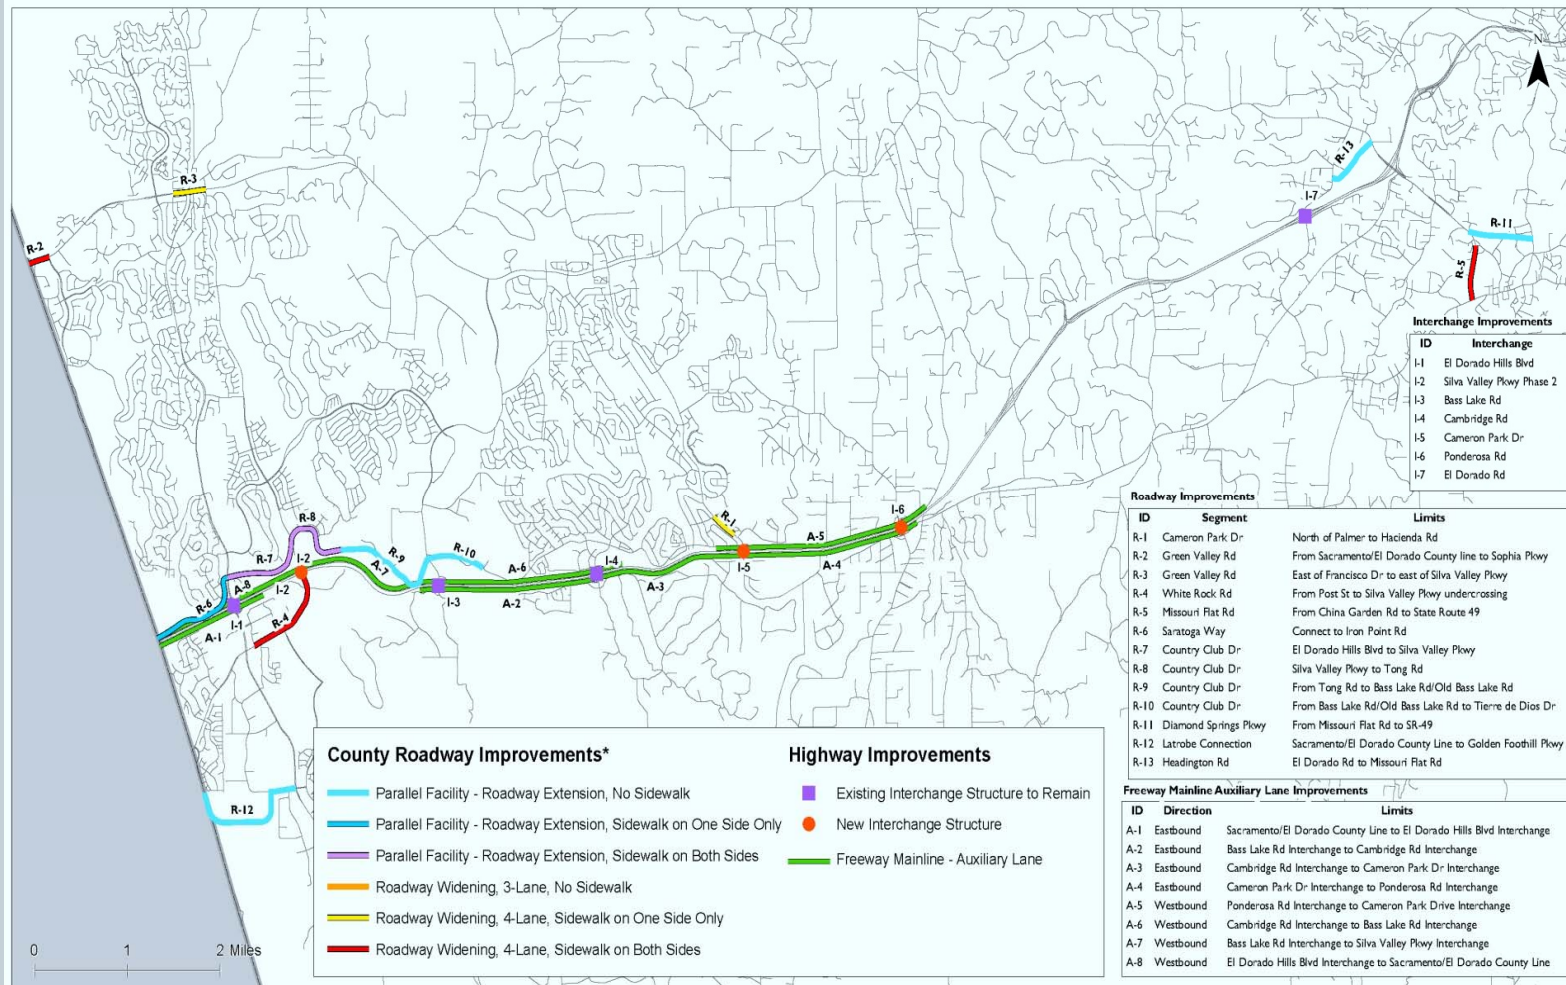 N
R-3
R-13
I-7
R-2
R-11
R-5
Interchange Improvements
ID Interchange
I-1 El Dorado Hills Blvd
I-2 Silva Valley Pkwy Phase 2
I-3 Bass Lake Rd
I-4 Cambridge Rd
I-5 Cameron Park Dr
I-6 Ponderosa Rd
I-7 El Dorado Rd
R-8
R-1
I-6
R-7
I-2
R-9
R-10
A-5
A-7
A-6
I-4
I-5
A-4
A-8
I-2
A-3
R-6
I-3
A-2
I-1
A-1
R-4
R-12
Roadway Improvements
ID Segment Limits
R-1 Cameron Park Dr North of Palmer to Hacienda Rd
R-2 Green Valley Rd From Sacramento/El Dorado County line to Sophia Pkwy
R-3 Green Valley Rd East of Francisco Dr to east of Silva Valley Pkwy
R-4 White Rock Rd From Post St to Silva Valley Pkwy undercrossing
R-5 Missouri Flat Rd From China Garden Rd to State Route 49
R-6 Saratoga Way Connect to Iron Point Rd
R-7 Country Club Dr El Dorado Hills Blvd to Silva Valley Pkwy
R-8 Country Club Dr Silva Valley Pkwy to Tong Rd
R-9 Country Club Dr From Tong Rd to Bass Lake Rd/Old Bass Lake Rd
R-10 Country Club Dr From Bass Lake Rd/Old Bass Lake Rd to Tierre de Dios Dr
R-11 Diamond Springs Pkwy From Missouri Flat Rd to SR-49
R-12 Latrobe Connection Sacramento/El Dorado County Line to Golden Foothill Pkwy
R-13 Headington Rd El Dorado Rd to Missouri Flat Rd
County Roadway Improvements*
Parallel Facility - Roadway Extension, No Sidewalk
Parallel Facility - Roadway Extension, Sidewalk on One Side Only
Parallel Facility - Roadway Extension, Sidewalk on Both Sides
Roadway Widening, 3-Lane, No Sidewalk
Roadway Widening, 4-Lane, Sidewalk on One Side Only
Roadway Widening, 4-Lane, Sidewalk on Both Sides
Highway Improvements
Existing Interchange Structure to Remain
New Interchange Structure
Freeway Mainline - Auxiliary Lane
Freeway Mainline Auxiliary Lane Improvements
ID Direction Limits
A-1 Eastbound Sacramento/El Dorado County Line to El Dorado Hills Blvd Interchange
A-2 Eastbound Bass Lake Rd Interchange to Cambridge Rd Interchange
A-3 Eastbound Cambridge Rd Interchange to Cameron Park Dr Interchange
A-4 Eastbound Cameron Park Dr Interchange to Ponderosa Rd Interchange
A-5 Westbound Ponderosa Rd Interchange to Cameron Park Drive Interchange
A-6 Westbound Cambridge Rd Interchange to Bass Lake Rd Interchange
A-7 Westbound Bass Lake Rd Interchange to Silva Valley Pkwy Interchange
A-8 Westbound El Dorado Hills Blvd Interchange to Sacramento/El Dorado County Line
0 1 2 Miles